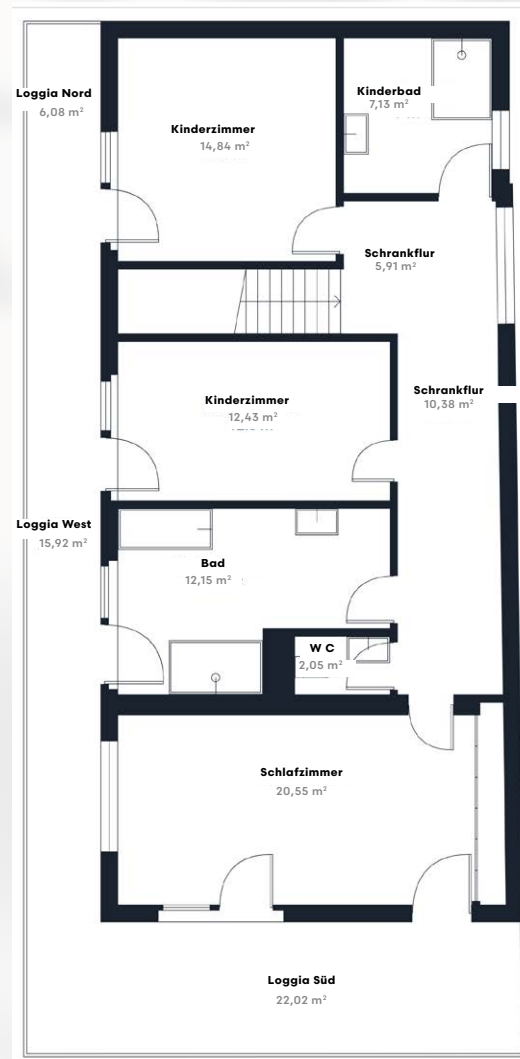 Loggia Nord
6,08 m²
Kinderzimmer
14,84 m²
Kinderbad
7,13 m²
Schrankflur
5,91 m²
Kinderzimmer
12,43 m²
Schrankflur
10,38 m²
Loggia West
15,92 m²
Bad
12,15 m²
W C
2,05 m²
Schlafzimmer
20,55 m²
Loggia Süd
22,02 m²